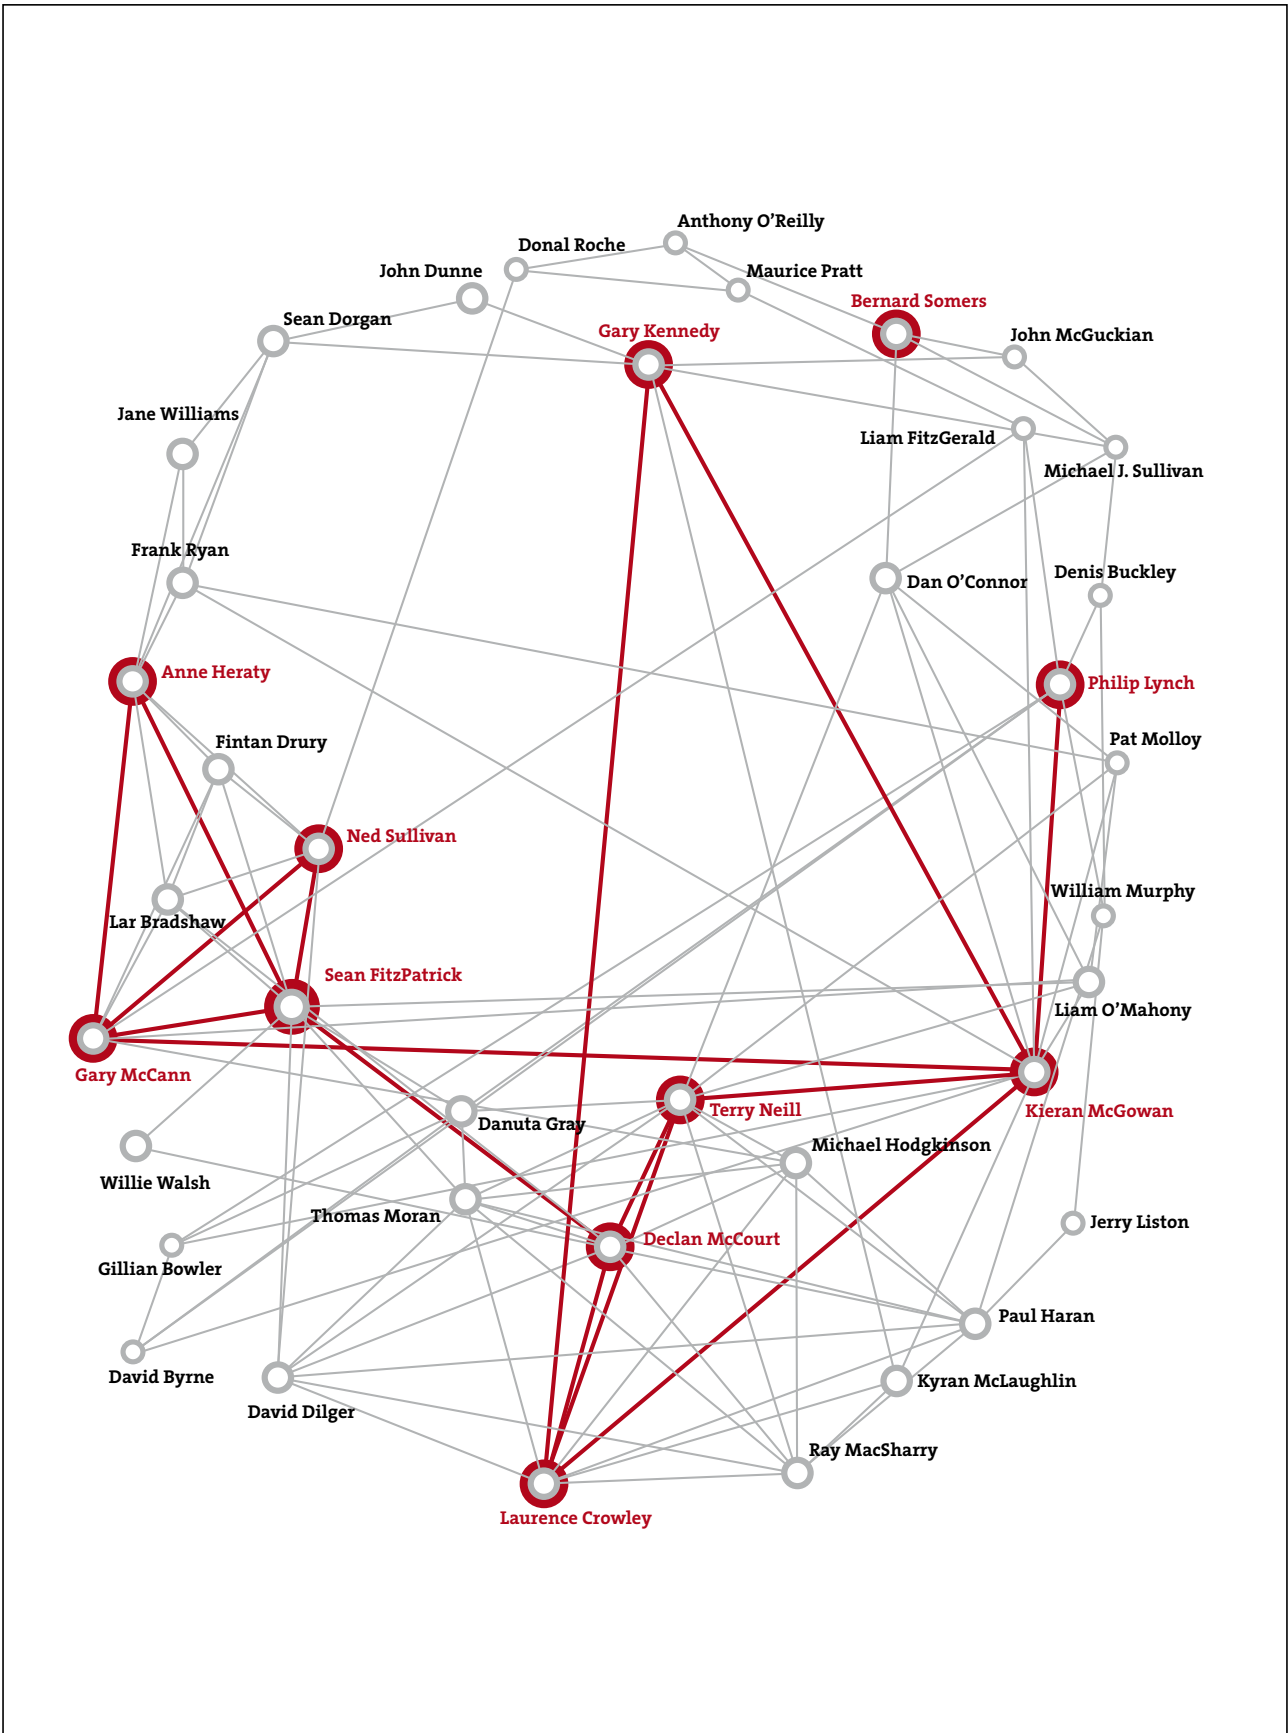 Anthony O’Reilly
Donal Roche
John Dunne
Maurice Pratt
Bernard Somers
Sean Dorgan
Gary Kennedy
John McGuckian
Jane Williams
Liam FitzGerald
Michael J. Sullivan
Frank Ryan
Dan O’Connor
Denis Buckley
Anne Heraty
Philip Lynch
Fintan Drury
Pat Molloy
Ned Sullivan
William Murphy
Lar Bradshaw
Sean FitzPatrick
Liam O’Mahony
Gary McCann
Terry Neill
Kieran McGowan
Danuta Gray
Michael Hodgkinson
Willie Walsh
Thomas Moran
Jerry Liston
Declan McCourt
Gillian Bowler
Paul Haran
David Byrne
Kyran McLaughlin
David Dilger
Ray MacSharry
Laurence Crowley